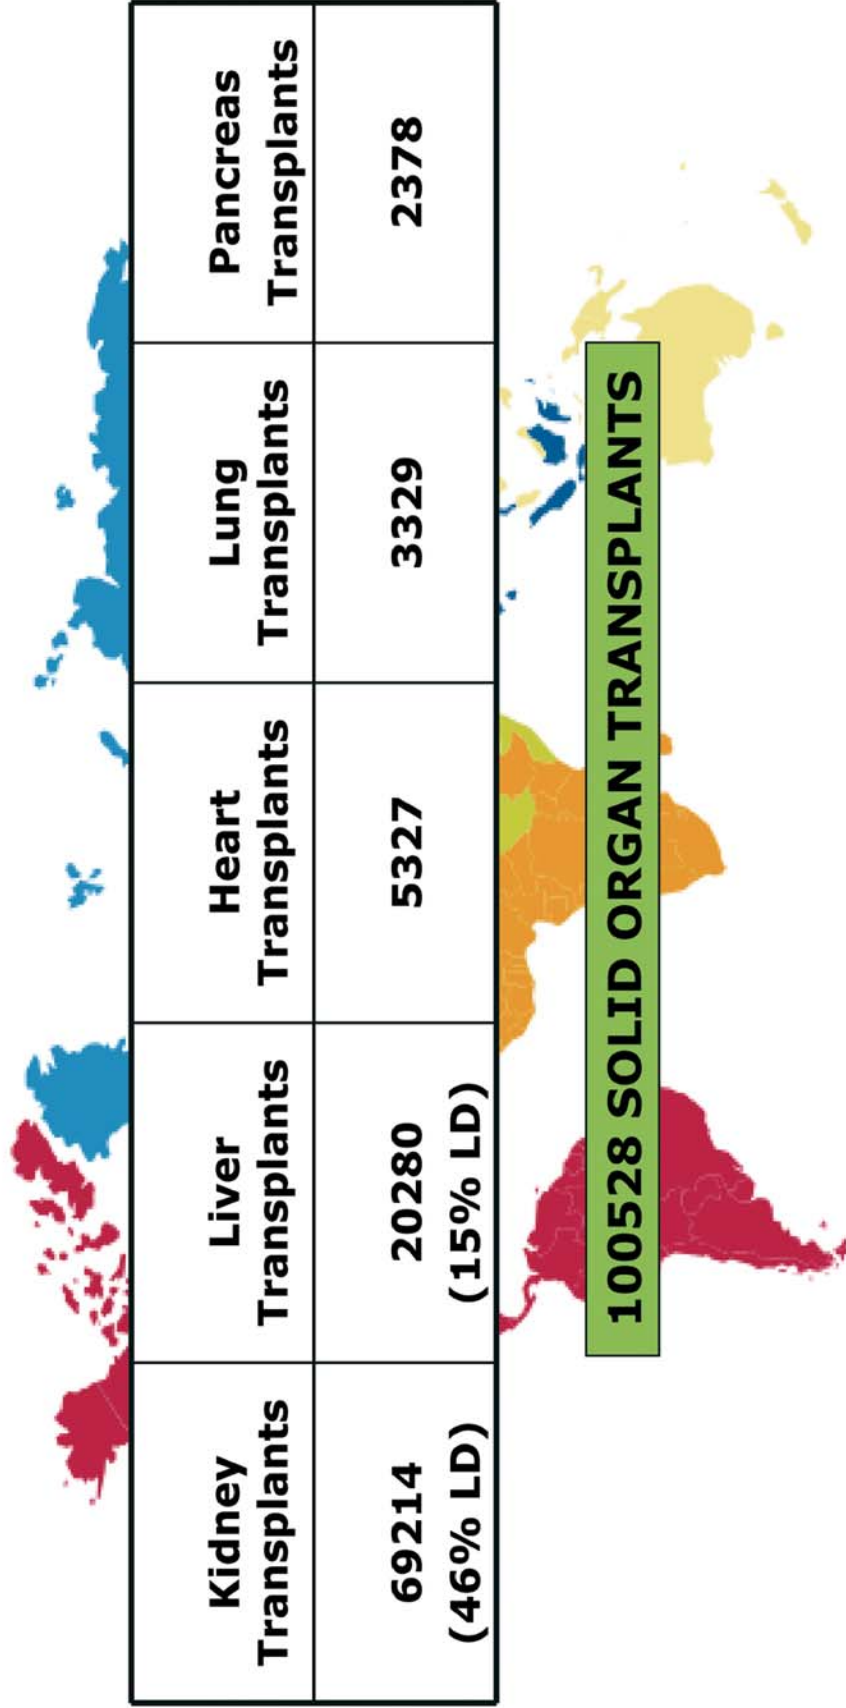 Kidney
Transplants
Liver
Transplants
Heart
Transplants
Lung
Transplants
Pancreas
Transplants
69214
(46% LD)
20280
(15% LD)
5327
3329
2378
100528 SOLID ORGAN TRANSPLANTS